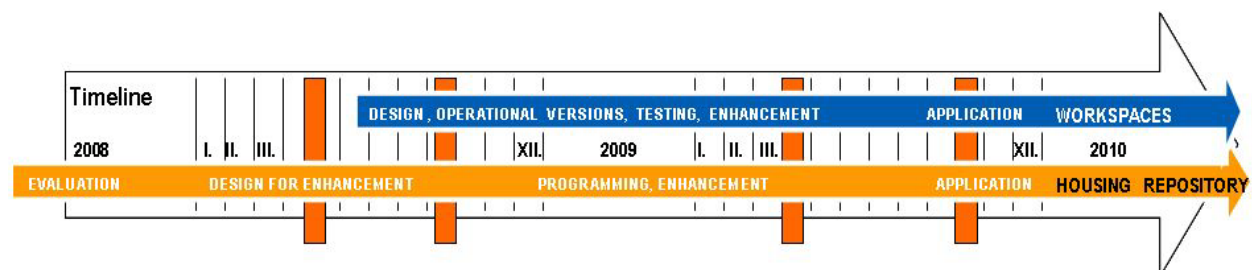 Timeline
DESIGN, OPERATIONAL VERSIONS, TESTING, ENHANCEMENT APPLICATION WORKSPACES
2008 I. II. III. XII. 2009 I. II. III. XII. 2010
EVALUATION DESIGN FOR ENHANCEMENT PROGRAMMING, ENHANCEMENT APPLICATION HOUSING REPOSITORY